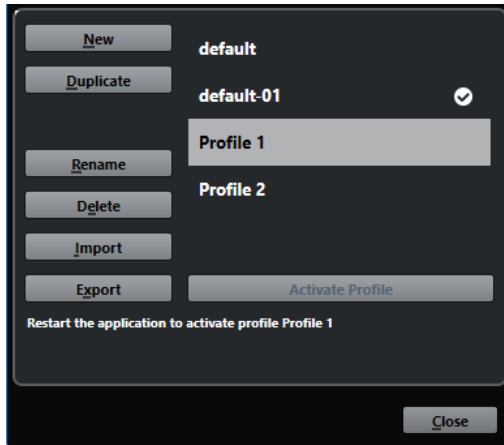 New
Duplicate
Rename
Delete
Import
Export
default
default-01
Profile 1
Profile 2
Activate Profile
Restart the application to activate profile Profile 1
Close